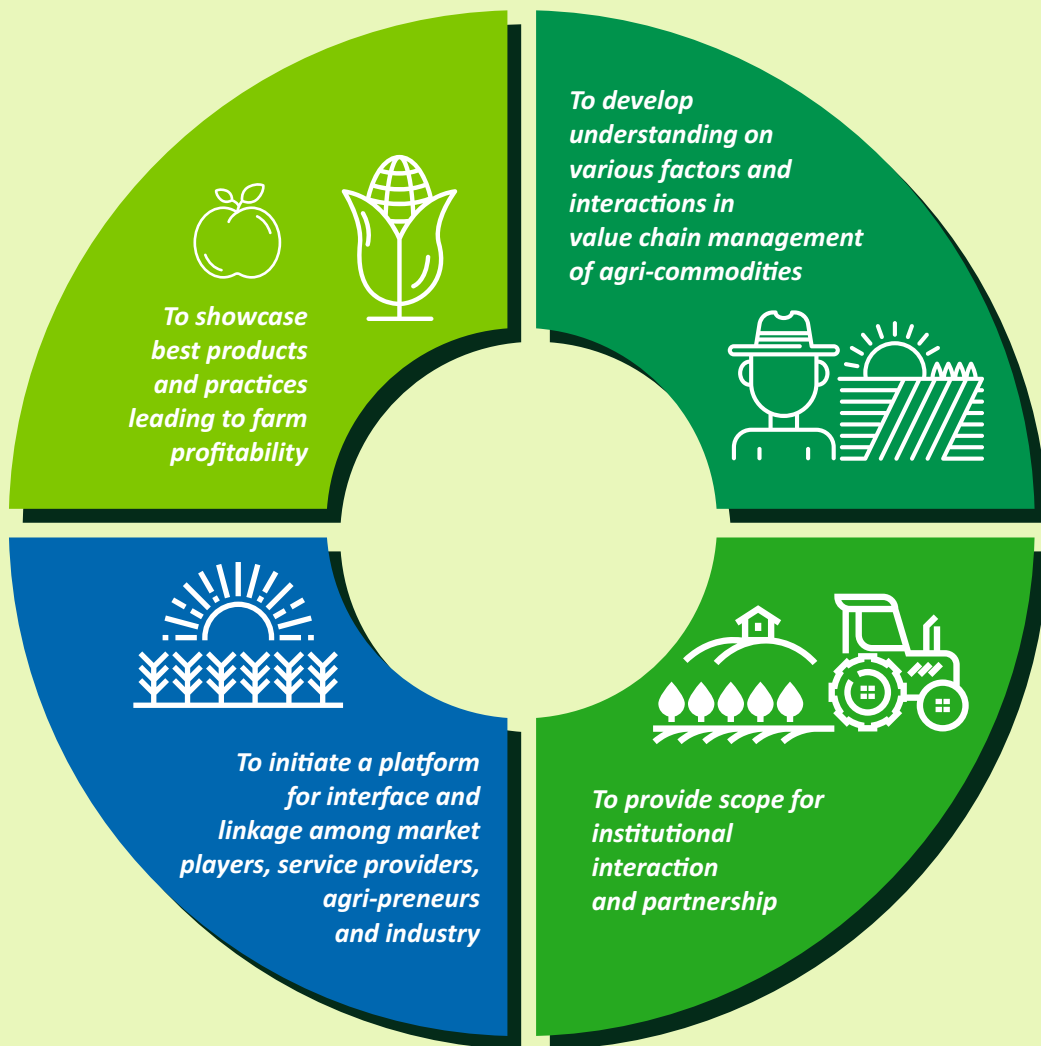 To develop
understanding on
various factors and
interactions in
value chain management
of agri-commodities
To showcase
best products
and practices
leading to farm
profitability
To initiate a platform
for interface and
linkage among market
players, service providers,
agri-preneurs
and industry
To provide scope for
institutional
interaction
and partnership